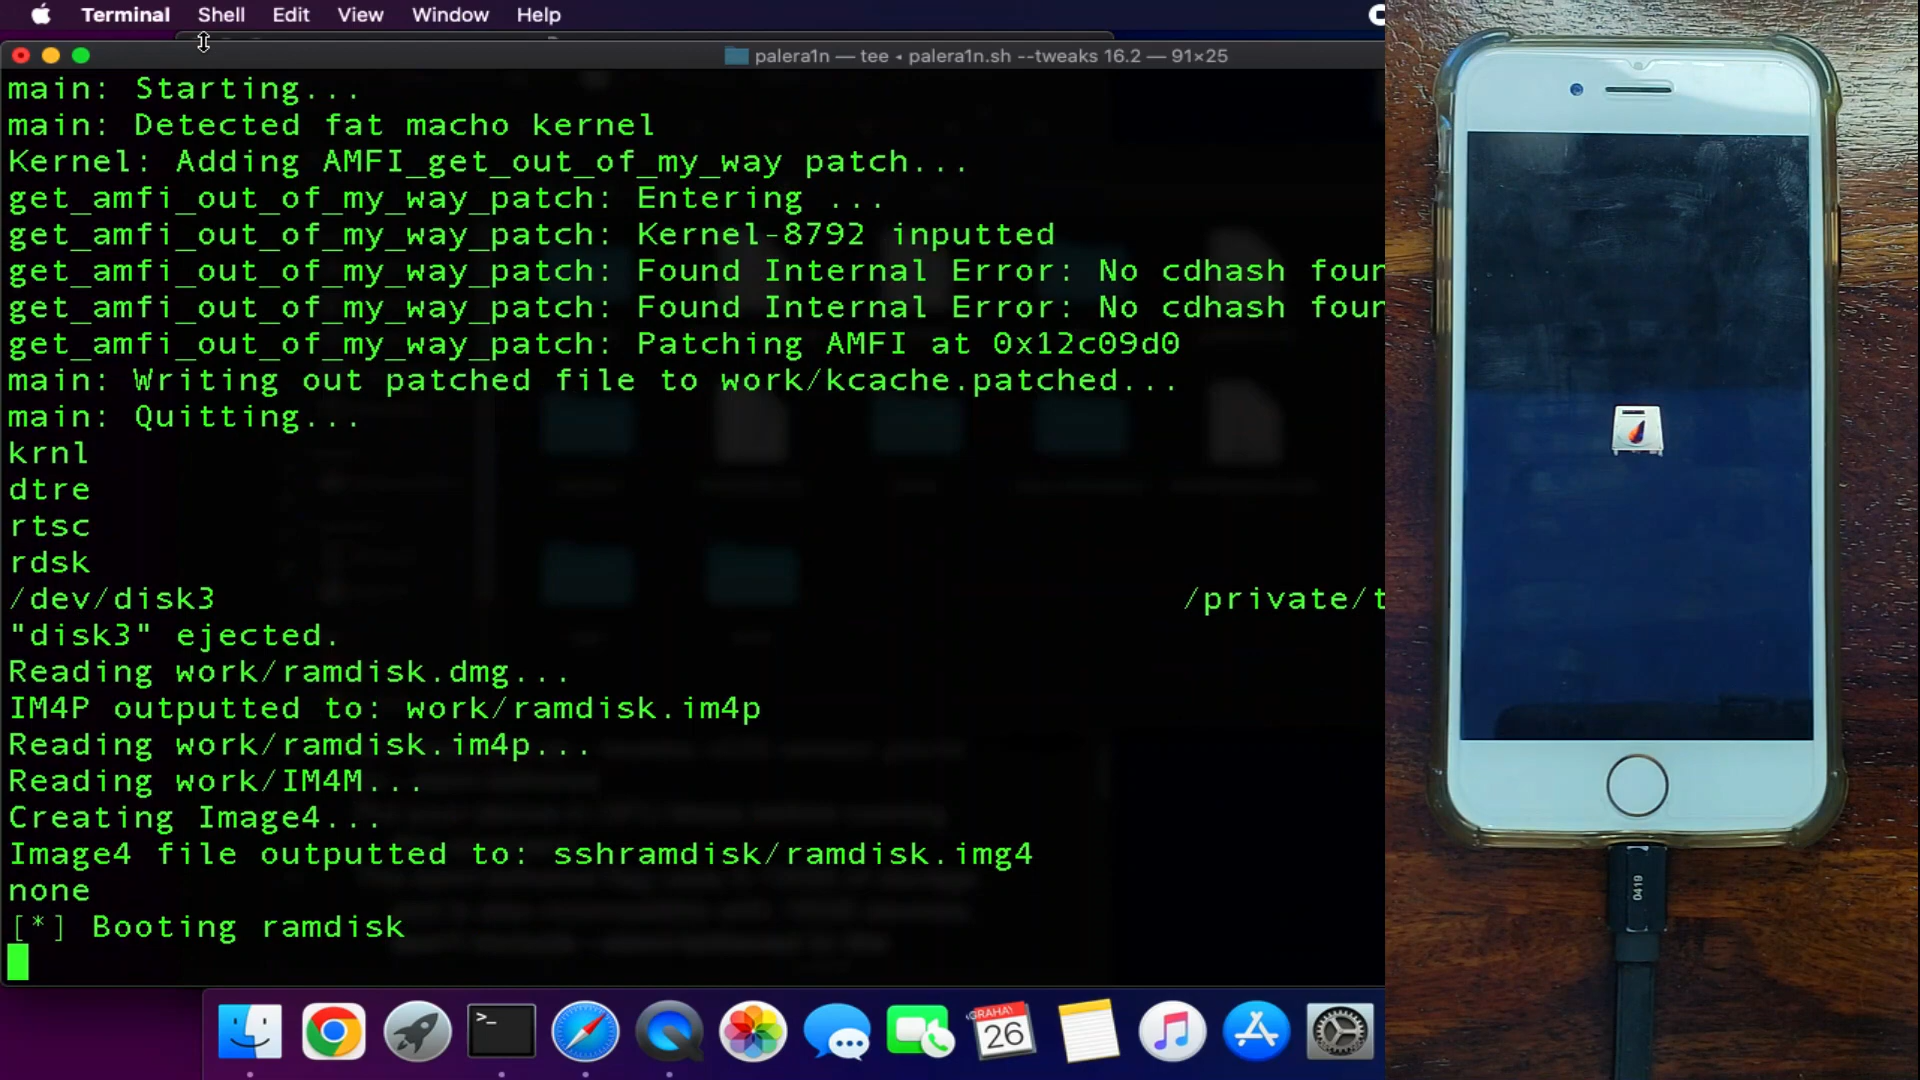 Terminal Shell Edit View Window Help
palera1n — tee ◂ palera1n.sh --tweaks 16.2 — 91×25
main: Starting...
main: Detected fat macho kernel
Kernel: Adding AMFI_get_out_of_my_way patch...
get_amfi_out_of_my_way_patch: Entering ...
get_amfi_out_of_my_way_patch: Kernel-8792 inputted
get_amfi_out_of_my_way_patch: Found Internal Error: No cdhash foun
get_amfi_out_of_my_way_patch: Found Internal Error: No cdhash foun
get_amfi_out_of_my_way_patch: Patching AMFI at 0x12c09d0
main: Writing out patched file to work/kcache.patched...
main: Quitting...
krnl
dtre
rtsc
rdsk
/dev/disk3 /private/t
"disk3" ejected.
Reading work/ramdisk.dmg...
IM4P outputted to: work/ramdisk.im4p
Reading work/ramdisk.im4p...
Reading work/IM4M...
Creating Image4...
Image4 file outputted to: sshramdisk/ramdisk.img4
none
[*] Booting ramdisk
>_
GRAHA
26
0419